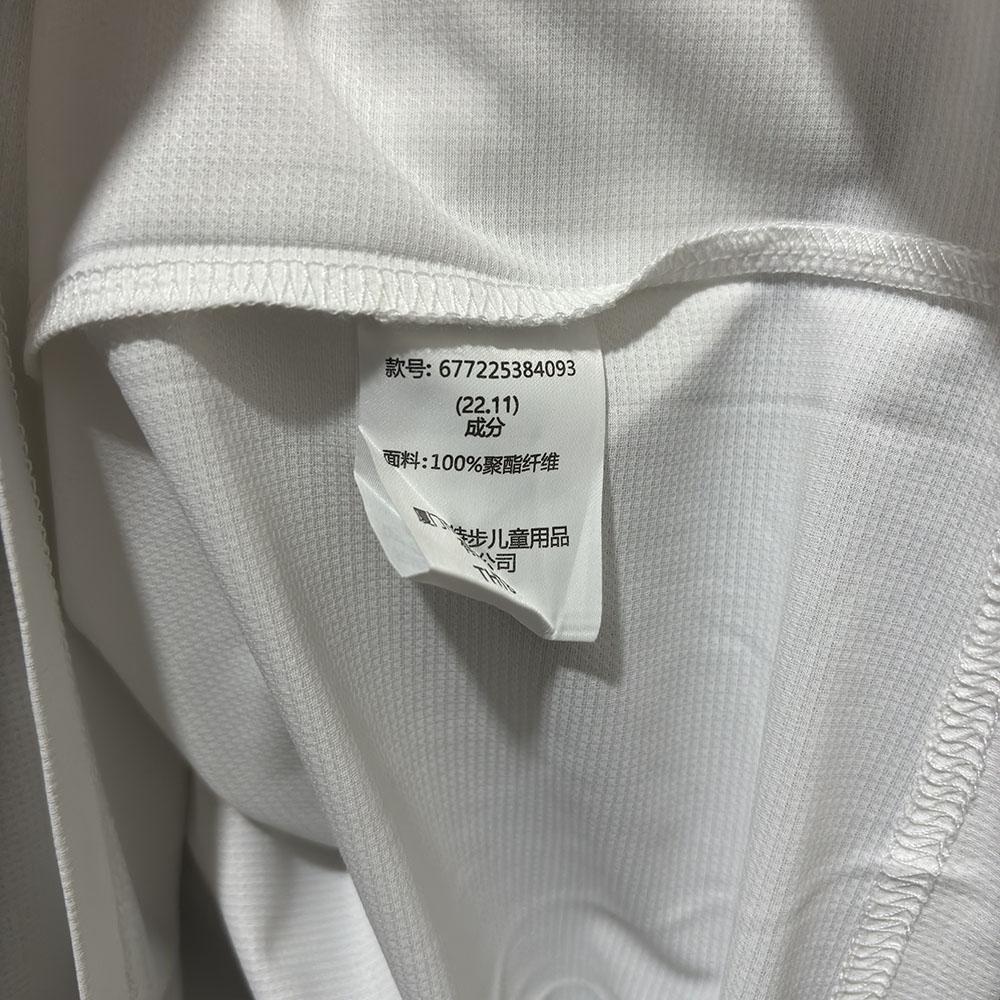 款号: 677225384093
(22.11)
成分
面料:100%聚酯纤维
步儿童用品
公司